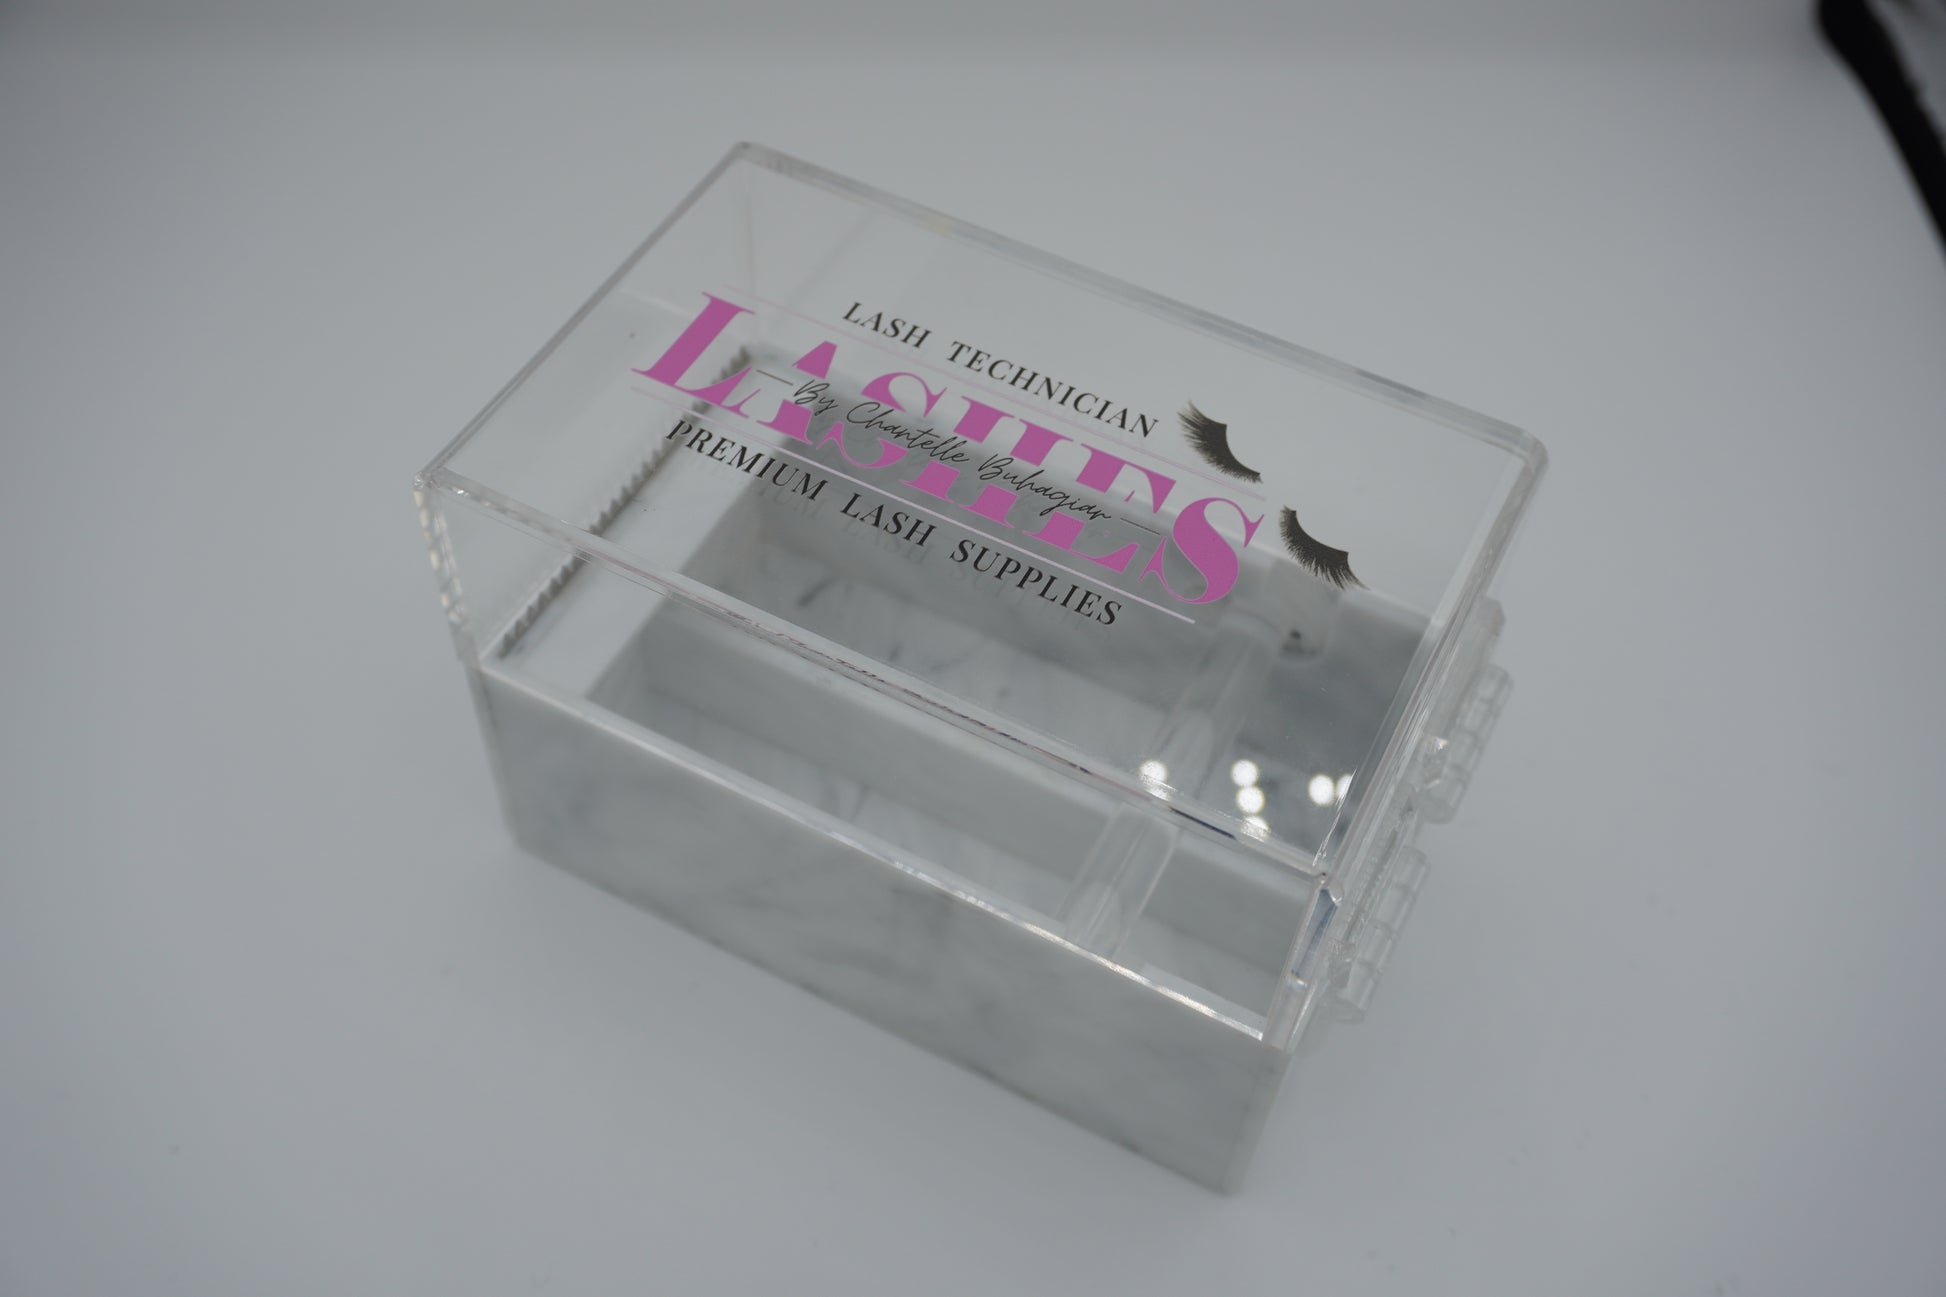 LASH TECHNICIAN
LASHES
— By Chantelle Buhagiar —
PREMIUM LASH SUPPLIES